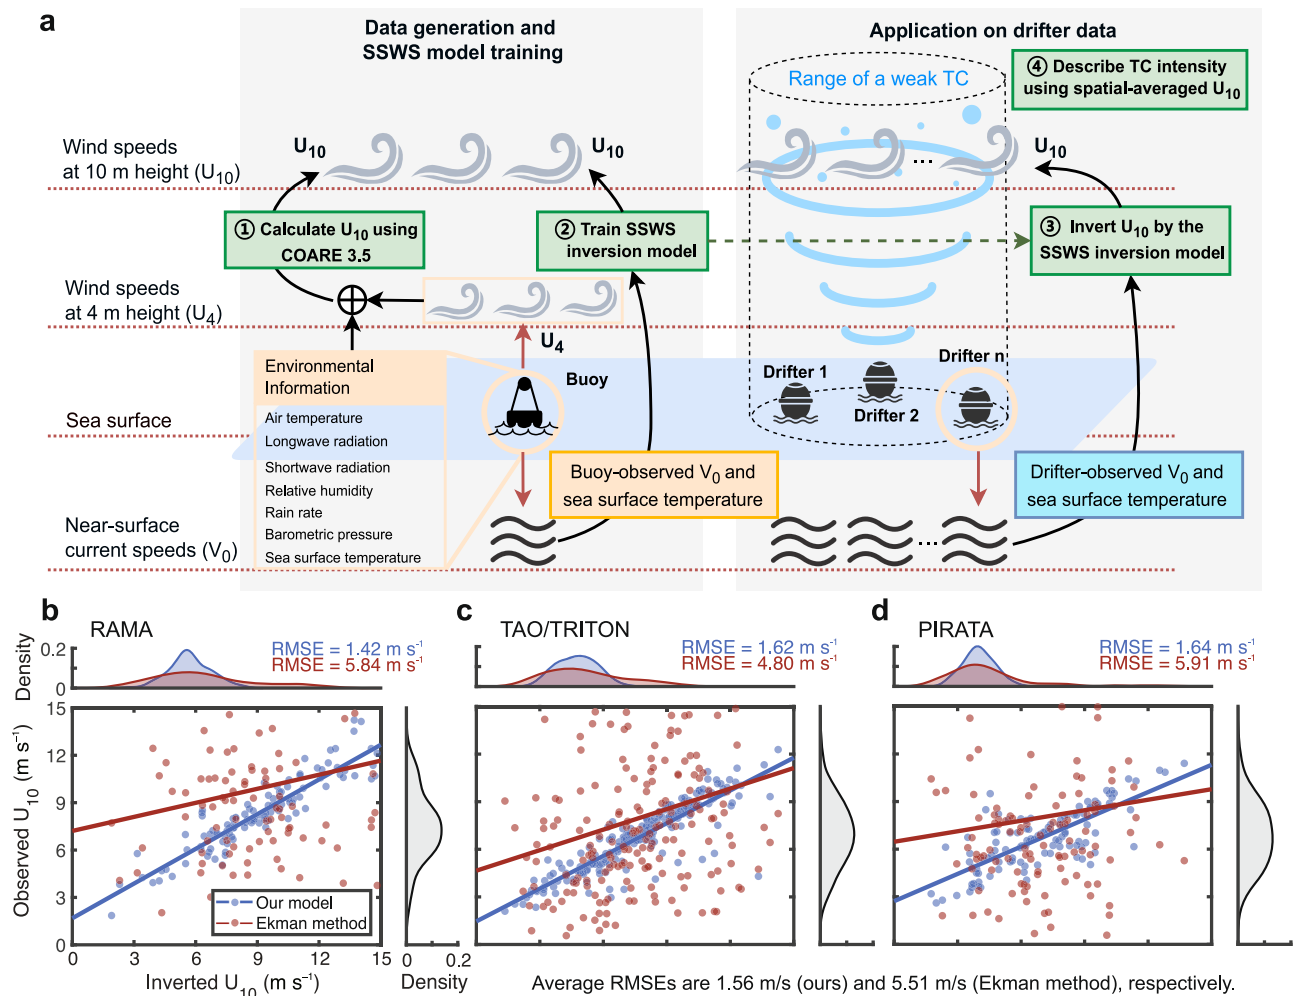 a
Data generation and
SSWS model training
Application on drifter data
Range of a weak TC
④ Describe TC intensity
using spatial-averaged U10
Wind speeds
at 10 m height (U10)
U10
U10
...
U10
① Calculate U10 using
COARE 3.5
② Train SSWS
inversion model
③ Invert U10 by the
SSWS inversion model
Wind speeds
at 4 m height (U4)
U4
Environmental
Information
Air temperature
Longwave radiation
Shortwave radiation
Relative humidity
Rain rate
Barometric pressure
Sea surface temperature
Buoy
Drifter 1
Drifter 2
Drifter n
Sea surface
Buoy-observed V0 and
sea surface temperature
Drifter-observed V0 and
sea surface temperature
Near-surface
current speeds (V0)
...
b
RAMA
RMSE = 1.42 m s⁻¹
RMSE = 5.84 m s⁻¹
0.2
0
Density
15
12
9
6
3
0
Observed U10 (m s⁻¹)
Our model
Ekman method
0 3 6 9 12 15
Inverted U10 (m s⁻¹)
0 0.2
Density
c
TAO/TRITON
RMSE = 1.62 m s⁻¹
RMSE = 4.80 m s⁻¹
d
PIRATA
RMSE = 1.64 m s⁻¹
RMSE = 5.91 m s⁻¹
Average RMSEs are 1.56 m/s (ours) and 5.51 m/s (Ekman method), respectively.